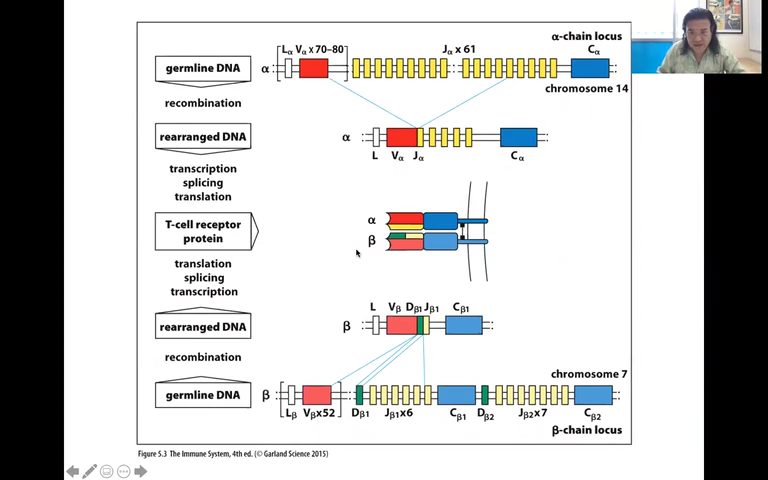 α-chain locus
Lα Vα x 70–80
Jα x 61
Cα
germline DNA
α
chromosome 14
recombination
rearranged DNA
α
L
Vα
Jα
Cα
transcription
splicing
translation
T-cell receptor
protein
α
β
translation
splicing
transcription
L
Vβ
Dβ1
Jβ1
Cβ1
rearranged DNA
β
recombination
chromosome 7
germline DNA
β
Lβ
Vβx52
Dβ1
Jβ1x6
Cβ1
Dβ2
Jβ2x7
Cβ2
β-chain locus
Figure 5.3 The Immune System, 4th ed. (© Garland Science 2015)